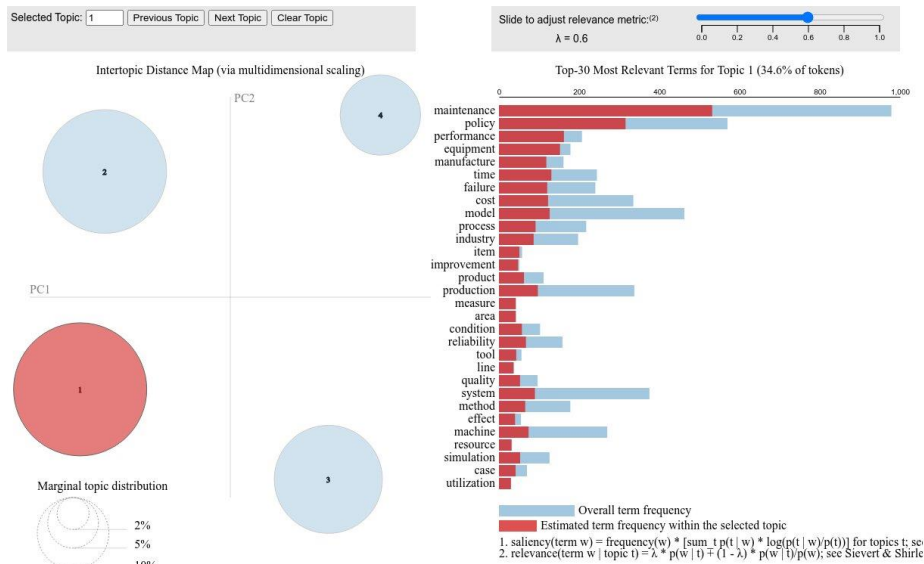 Selected Topic: 1 Previous Topic Next Topic Clear Topic
Slide to adjust relevance metric:(2)
λ = 0.6
0.0 0.2 0.4 0.6 0.8 1.0
Intertopic Distance Map (via multidimensional scaling)
PC2
PC1
4
2
1
3
Marginal topic distribution
2%
5%
10%
Top-30 Most Relevant Terms for Topic 1 (34.6% of tokens)
0 200 400 600 800 1,000
maintenance
policy
performance
equipment
manufacture
time
failure
cost
model
process
industry
item
improvement
product
production
measure
area
condition
reliability
tool
line
quality
system
method
effect
machine
resource
simulation
case
utilization
Overall term frequency
Estimated term frequency within the selected topic
1. saliency(term w) = frequency(w) * [sum_t p(t | w) * log(p(t | w)/p(t))] for topics t; see
2. relevance(term w | topic t) = λ * p(w | t) + (1 - λ) * p(w | t)/p(w); see Sievert & Shirle